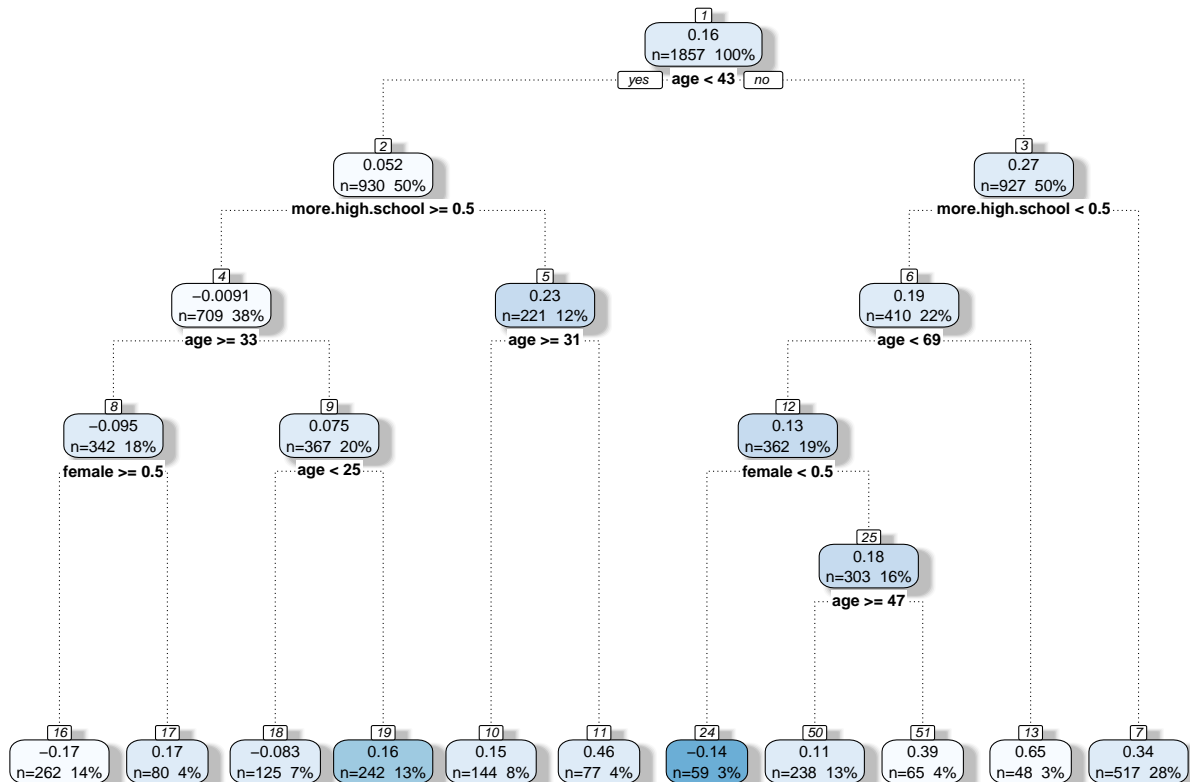 1
0.16
n=1857 100%
yes age < 43 no
2
0.052
n=930 50%
more.high.school >= 0.5
3
0.27
n=927 50%
more.high.school < 0.5
4
−0.0091
n=709 38%
age >= 33
5
0.23
n=221 12%
age >= 31
6
0.19
n=410 22%
age < 69
8
−0.095
n=342 18%
female >= 0.5
9
0.075
n=367 20%
age < 25
12
0.13
n=362 19%
female < 0.5
25
0.18
n=303 16%
age >= 47
16
−0.17
n=262 14%
17
0.17
n=80 4%
18
−0.083
n=125 7%
19
0.16
n=242 13%
10
0.15
n=144 8%
11
0.46
n=77 4%
24
−0.14
n=59 3%
50
0.11
n=238 13%
51
0.39
n=65 4%
13
0.65
n=48 3%
7
0.34
n=517 28%